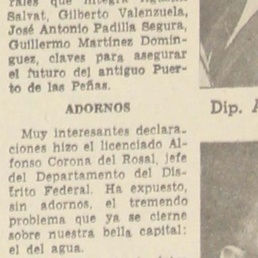 rales que integra Agustín
Salvat, Gilberto Valenzuela,
José Antonio Padilla Segura,
Guillermo Martínez Domín-
guez, claves para asegurar
el futuro del antiguo Puer-
to de las Peñas.
ADORNOS
Muy interesantes declara-
ciones hizo el licenciado Al-
fonso Corona del Rosal, jefe
del Departamento del Dis-
trito Federal. Ha expuesto,
sin adornos, el tremendo
problema que ya se cierne
sobre nuestra bella capital:
el del agua.
Dip. A